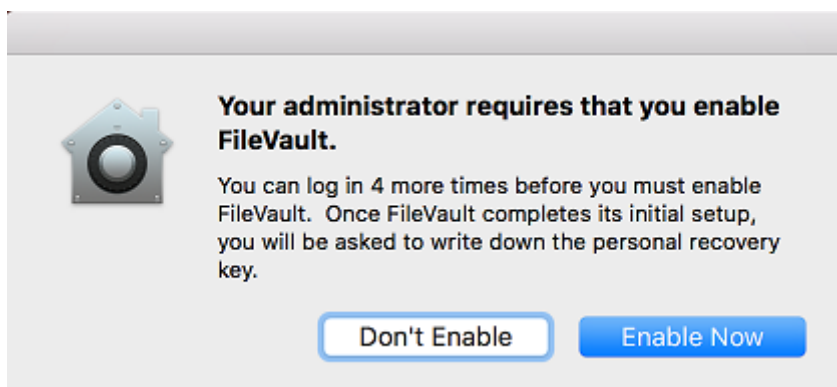 Your administrator requires that you enable
FileVault.
You can log in 4 more times before you must enable
FileVault.  Once FileVault completes its initial setup,
you will be asked to write down the personal recovery
key.
Don't Enable
Enable Now